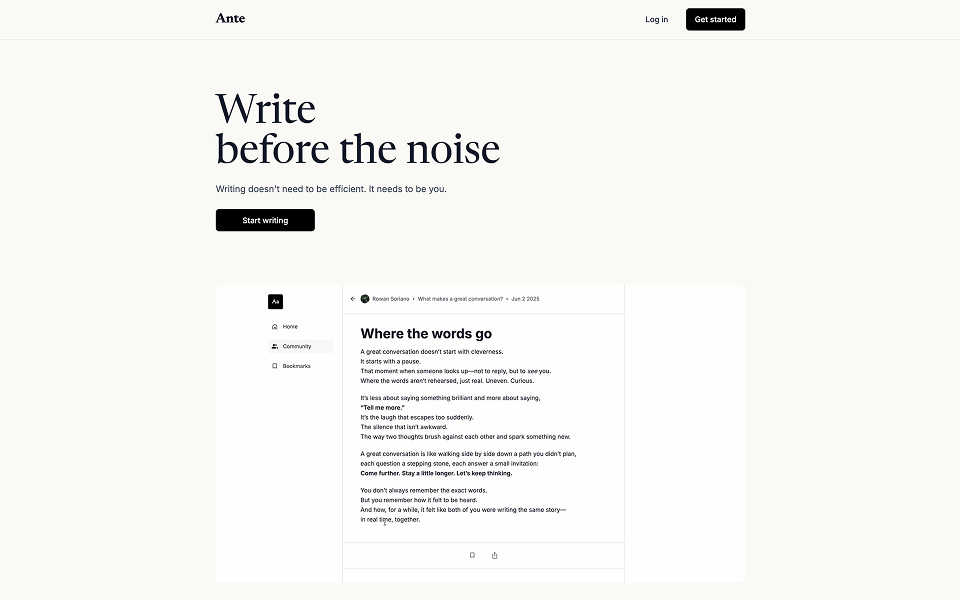 Ante
Log in
Get started
Write
before the noise
Writing doesn't need to be efficient. It needs to be you.
Start writing
Aa
Rowan Soriano • What makes a great conversation? • Jun 2 2025
Home
Community
Bookmarks
Where the words go
A great conversation doesn't start with cleverness.
It starts with a pause.
That moment when someone looks up—not to reply, but to see you.
Where the words aren't rehearsed, just real. Uneven. Curious.
It's less about saying something brilliant and more about saying,
“Tell me more.”
It's the laugh that escapes too suddenly.
The silence that isn't awkward.
The way two thoughts brush against each other and spark something new.
A great conversation is like walking side by side down a path you didn't plan,
each question a stepping stone, each answer a small invitation:
Come further. Stay a little longer. Let's keep thinking.
You don't always remember the exact words.
But you remember how it felt to be heard.
And how, for a while, it felt like both of you were writing the same story—
in real time, together.